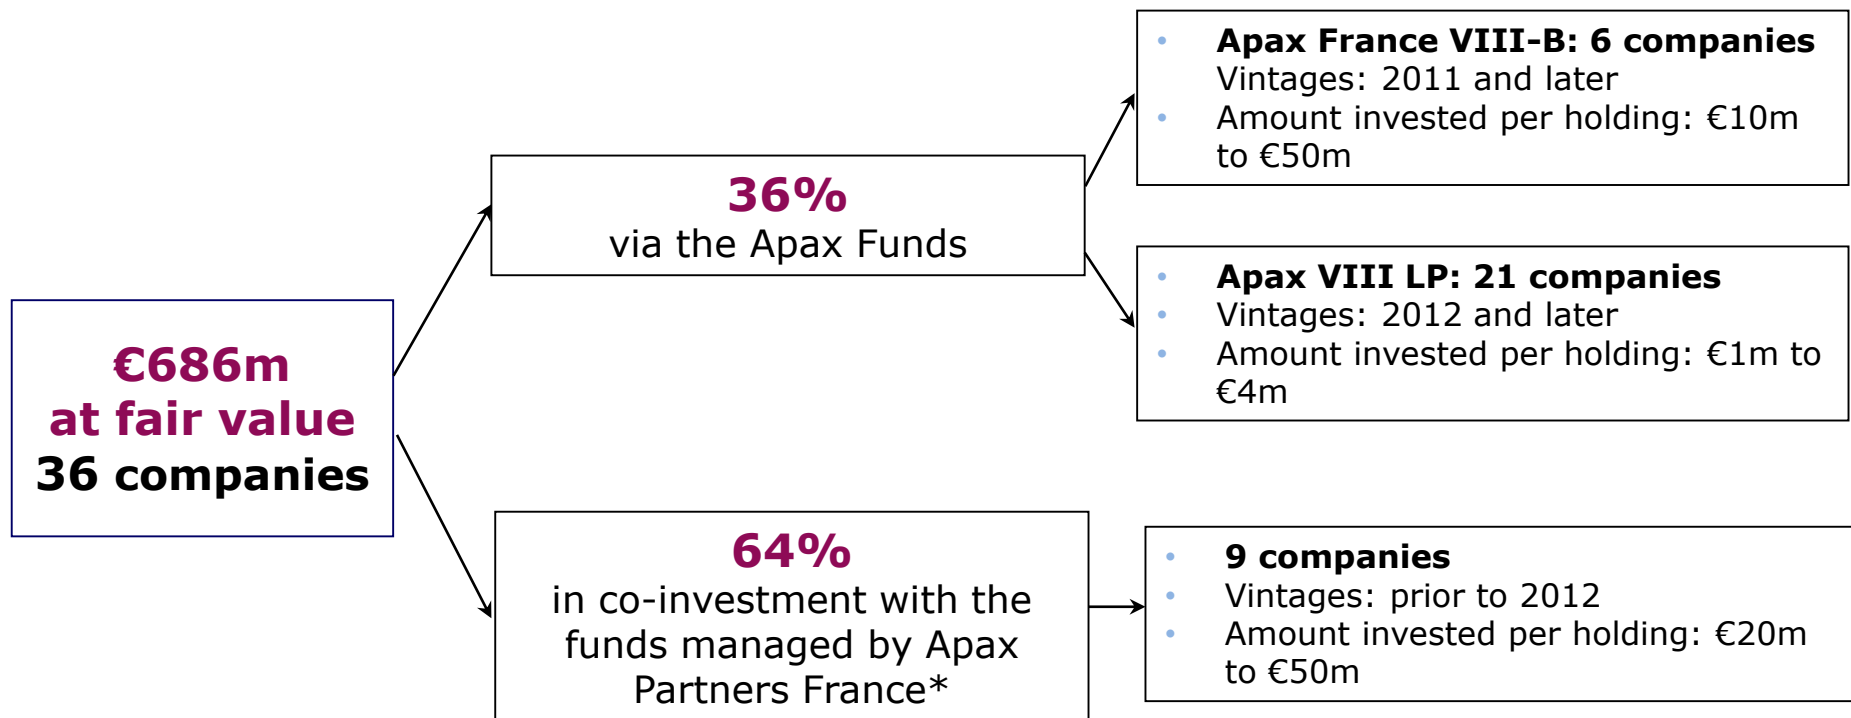 €686m
at fair value
36 companies
36%
via the Apax Funds
64%
in co-investment with the
funds managed by Apax
Partners France*
• Apax France VIII-B: 6 companies
Vintages: 2011 and later
• Amount invested per holding: €10m
to €50m
• Apax VIII LP: 21 companies
• Vintages: 2012 and later
• Amount invested per holding: €1m to
€4m
• 9 companies
• Vintages: prior to 2012
• Amount invested per holding: €20m
to €50m